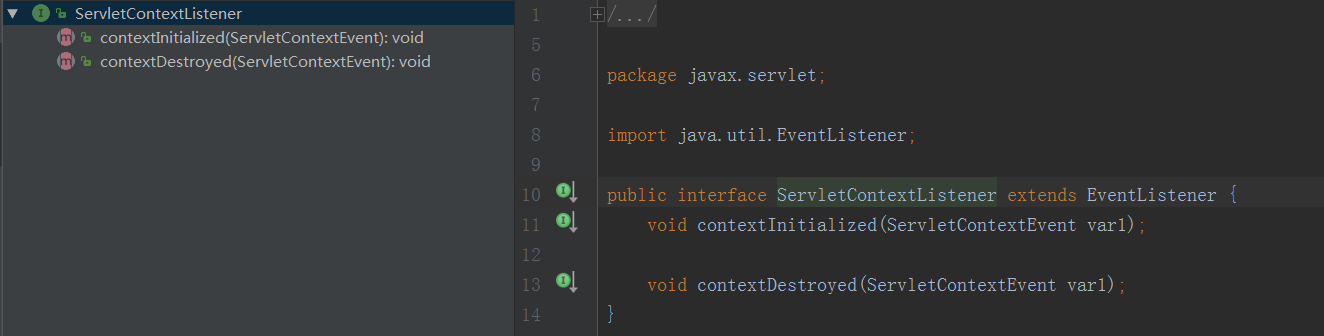 ServletContextListener
m contextInitialized(ServletContextEvent): void
m contextDestroyed(ServletContextEvent): void
1 /.../
5
6 package javax.servlet;
7
8 import java.util.EventListener;
9
10 public interface ServletContextListener extends EventListener {
11 void contextInitialized(ServletContextEvent var1);
12
13 void contextDestroyed(ServletContextEvent var1);
14 }